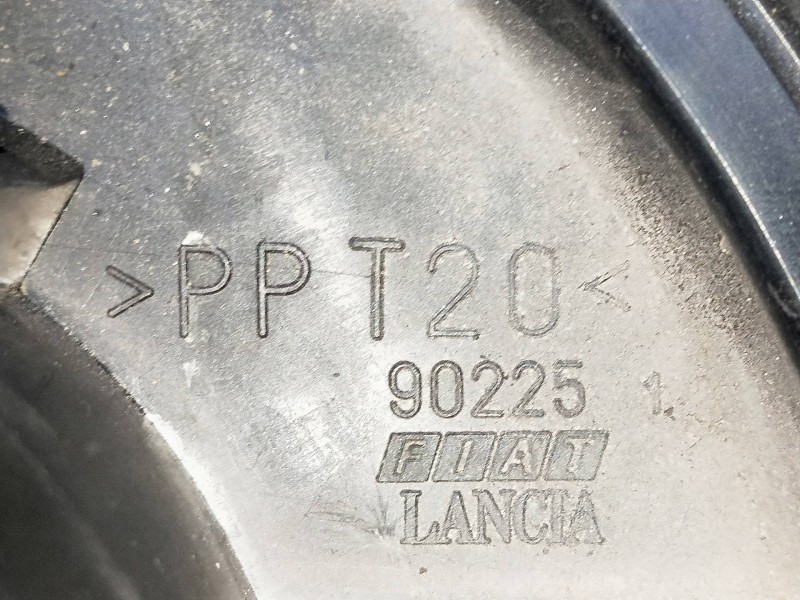 >PP T20<
90225 1.
FIAT
LANCIA